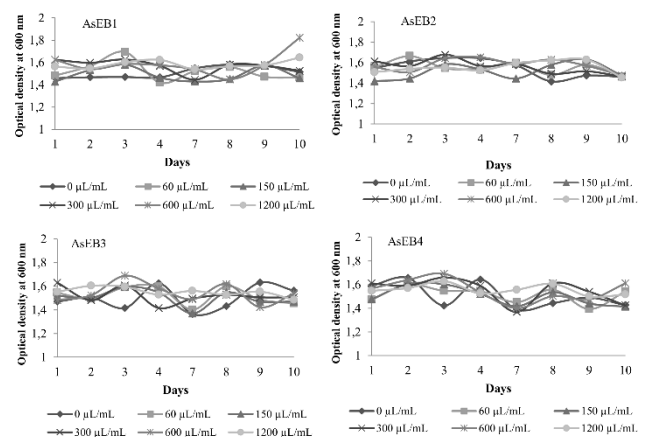 AsEB1
Optical density at 600 nm
2
1,8
1,6
1,4
1,2
1
1 2 3 4 7 8 9 10
Days
0 µL/mL 60 µL/mL 150 µL/mL
300 µL/mL 600 µL/mL 1200 µL/mL
AsEB2
Optical density at 600 nm
2
1,8
1,6
1,4
1,2
1
1 2 3 4 7 8 9 10
Days
0 µL/mL 60 µL/mL 150 µL/mL
300 µL/mL 600 µL/mL 1200 µL/mL
AsEB3
Optical density at 600 nm
2
1,8
1,6
1,4
1,2
1
1 2 3 4 7 8 9 10
Days
0 µL/mL 60 µL/mL 150 µL/mL
300 µL/mL 600 µL/mL 1200 µL/mL
AsEB4
Optical density at 600 nm
2
1,8
1,6
1,4
1,2
1
1 2 3 4 7 8 9 10
Days
0 µL/mL 60 µL/mL 150 µL/mL
300 µL/mL 600 µL/mL 1200 µL/mL